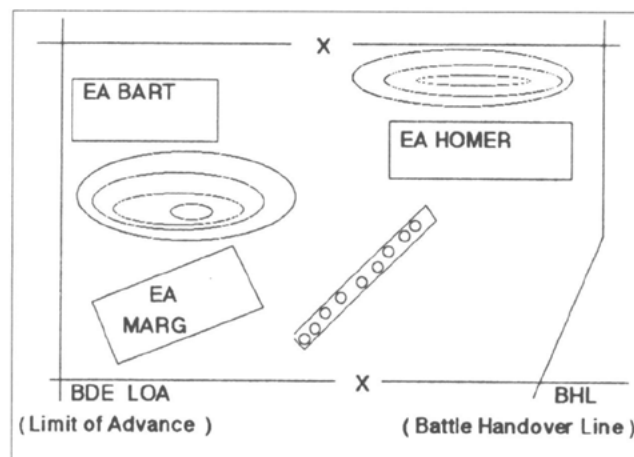 X
EA BART
EA HOMER
EA
MARG
X
BDE LOA
BHL
(Limit of Advance)
(Battle Handover Line)